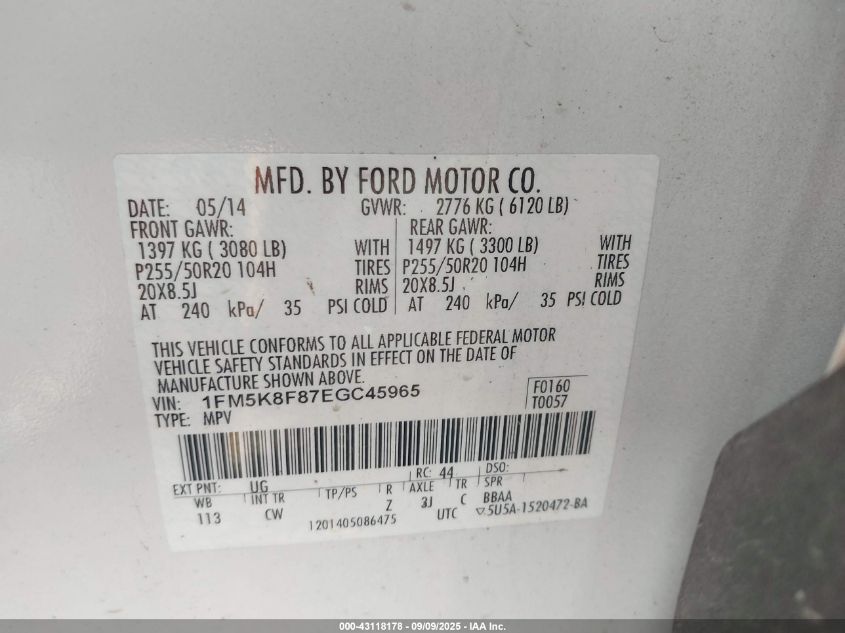 MFD. BY FORD MOTOR CO.
DATE: 05/14 GVWR: 2776 KG ( 6120 LB)
FRONT GAWR: REAR GAWR:
1397 KG ( 3080 LB) WITH 1497 KG ( 3300 LB) WITH
P255/50R20 104H TIRES P255/50R20 104H TIRES
20X8.5J RIMS 20X8.5J RIMS
AT 240 kPa/ 35 PSI COLD AT 240 kPa/ 35 PSI COLD
THIS VEHICLE CONFORMS TO ALL APPLICABLE FEDERAL MOTOR
VEHICLE SAFETY STANDARDS IN EFFECT ON THE DATE OF
MANUFACTURE SHOWN ABOVE.
VIN: 1FM5K8F87EGC45965 F0160
TYPE: MPV T0057
EXT PNT: UG RC: 44 DSO:
WB INT TR TP/PS R AXLE TR SPR
113 CW Z 3J C BBAA
1201405086475 UTC ▽5U5A-1520472-BA
000-43118178 - 09/09/2025 - IAA Inc.